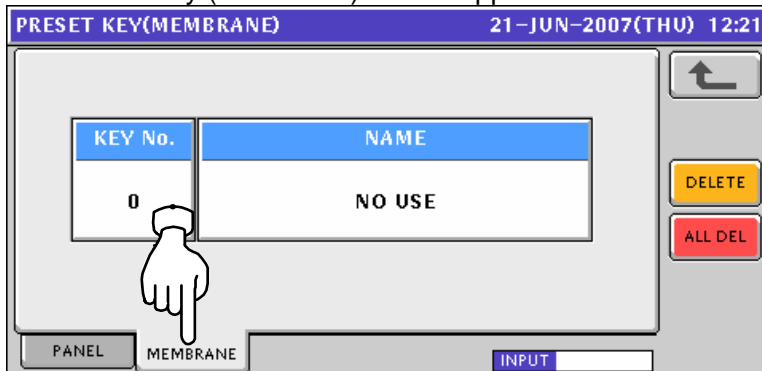 PRESET KEY(MEMBRANE) 21-JUN-2007(THU) 12:21
KEY No. NAME
0 NO USE
DELETE
ALL DEL
PANEL MEMBRANE INPUT